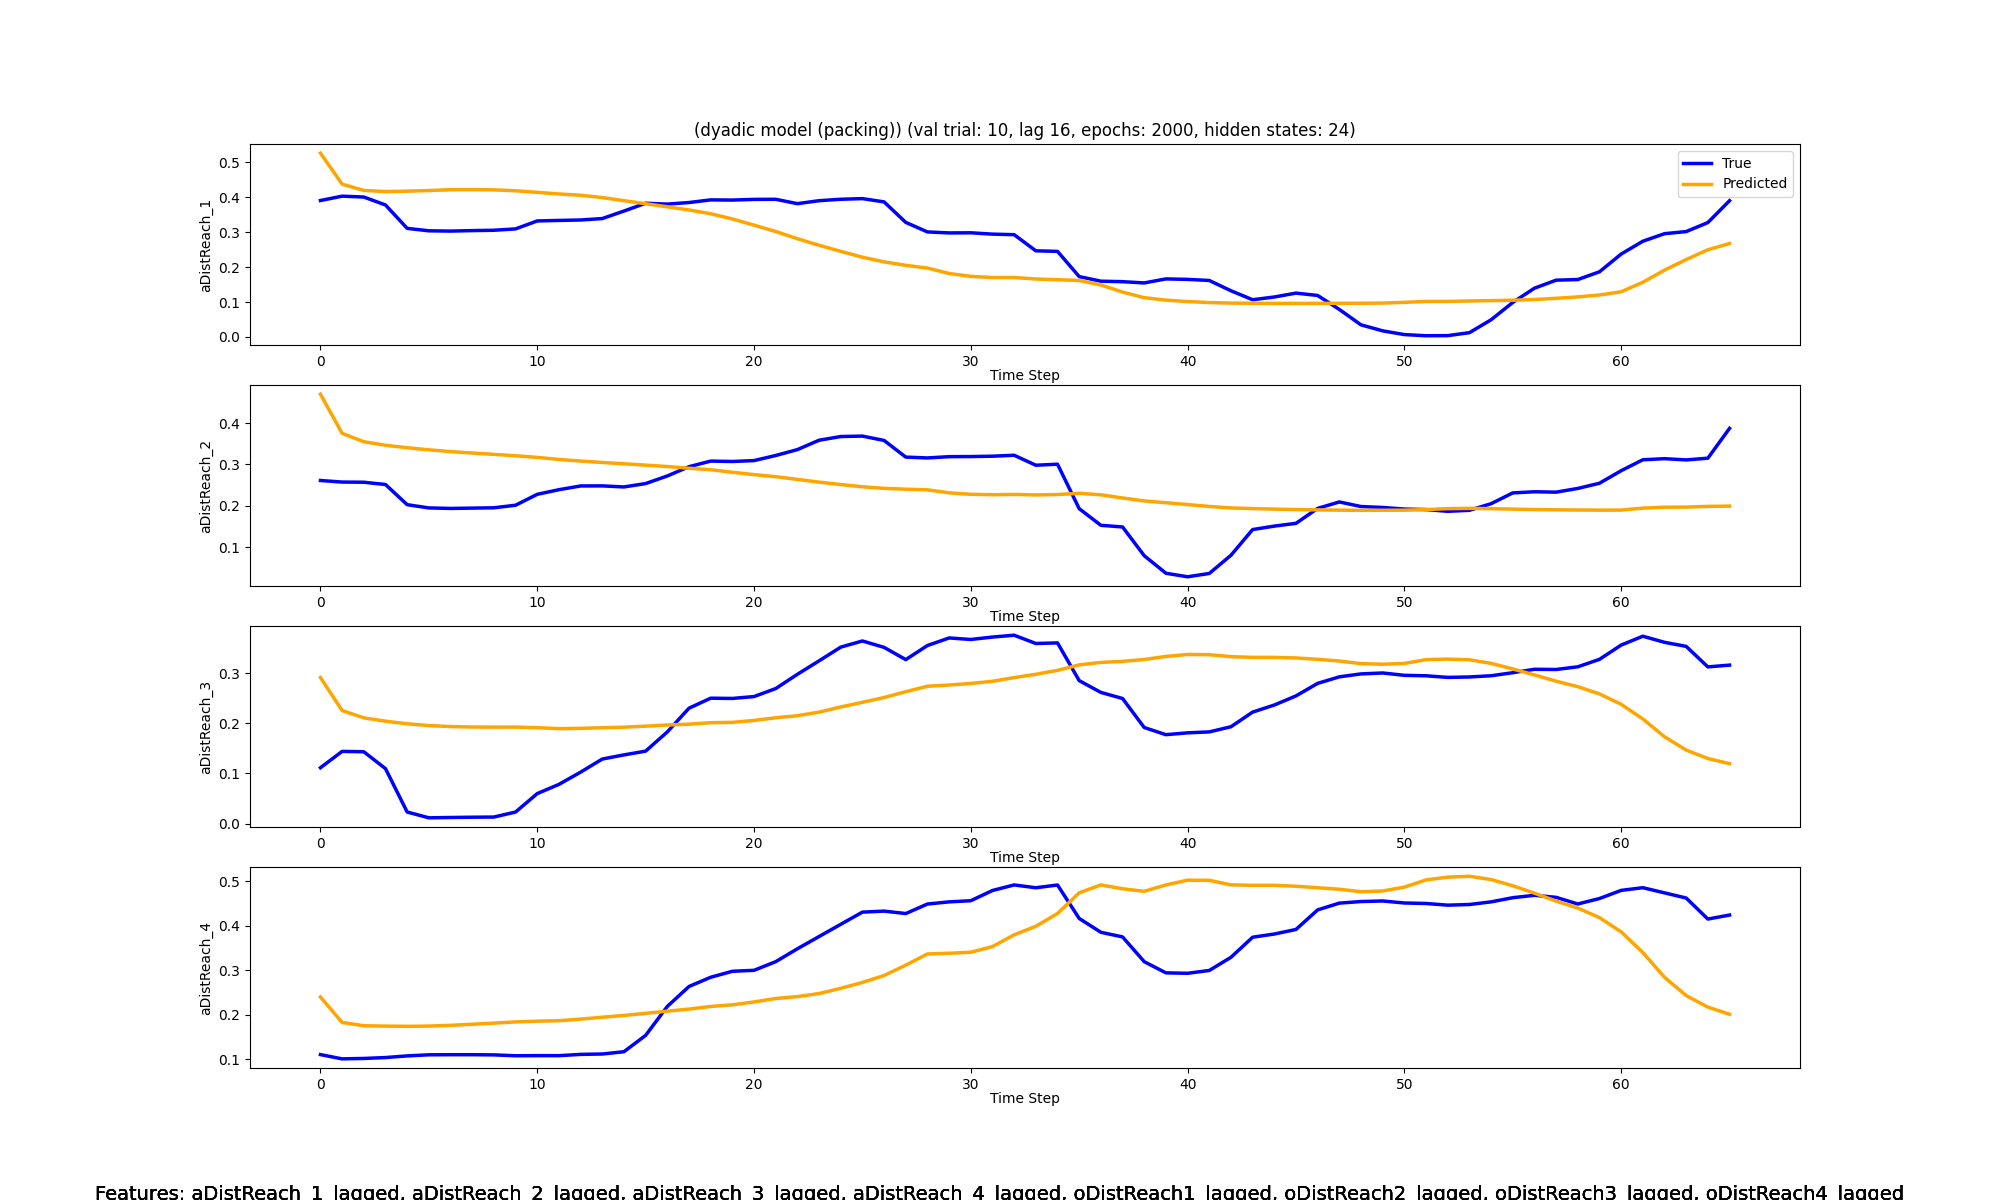 (dyadic model (packing)) (val trial: 10, lag 16, epochs: 2000, hidden states: 24)
True
Predicted
aDistReach_1
0.5
0.4
0.3
0.2
0.1
0.0
0 10 20 30 40 50 60
Time Step
aDistReach_2
0.4
0.3
0.2
0.1
0 10 20 30 40 50 60
Time Step
aDistReach_3
0.3
0.2
0.1
0.0
0 10 20 30 40 50 60
Time Step
aDistReach_4
0.5
0.4
0.3
0.2
0.1
0 10 20 30 40 50 60
Time Step
Features: aDistReach_1_lagged, aDistReach_2_lagged, aDistReach_3_lagged, aDistReach_4_lagged, oDistReach1_lagged, oDistReach2_lagged, oDistReach3_lagged, oDistReach4_lagged